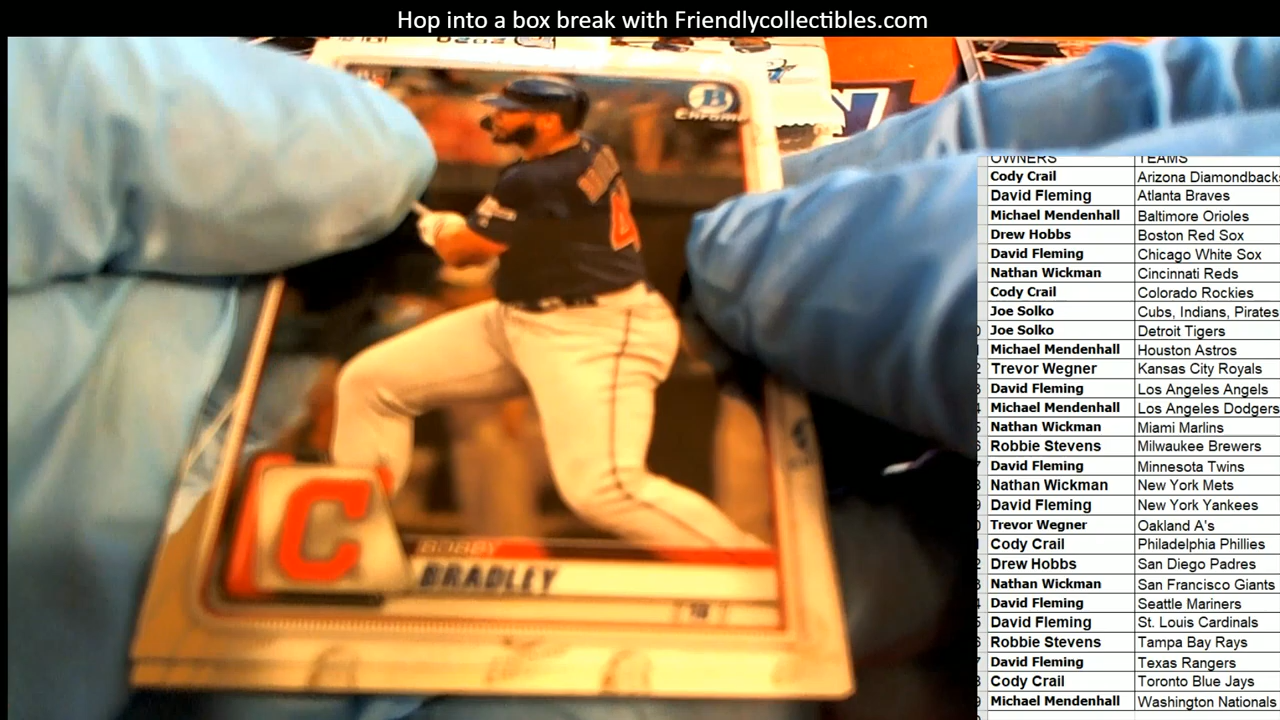 Hop into a box break with Friendlycollectibles.com
Chrome
C
BOBBY
BRADLEY
1B
OWNERS TEAMS
Cody Crail Arizona Diamondbacks
David Fleming Atlanta Braves
Michael Mendenhall Baltimore Orioles
Drew Hobbs Boston Red Sox
David Fleming Chicago White Sox
Nathan Wickman Cincinnati Reds
Cody Crail Colorado Rockies
Joe Solko Cubs, Indians, Pirates
Joe Solko Detroit Tigers
Michael Mendenhall Houston Astros
Trevor Wegner Kansas City Royals
David Fleming Los Angeles Angels
Michael Mendenhall Los Angeles Dodgers
Nathan Wickman Miami Marlins
Robbie Stevens Milwaukee Brewers
David Fleming Minnesota Twins
Nathan Wickman New York Mets
David Fleming New York Yankees
Trevor Wegner Oakland A's
Cody Crail Philadelphia Phillies
Drew Hobbs San Diego Padres
Nathan Wickman San Francisco Giants
David Fleming Seattle Mariners
David Fleming St. Louis Cardinals
Robbie Stevens Tampa Bay Rays
David Fleming Texas Rangers
Cody Crail Toronto Blue Jays
Michael Mendenhall Washington Nationals